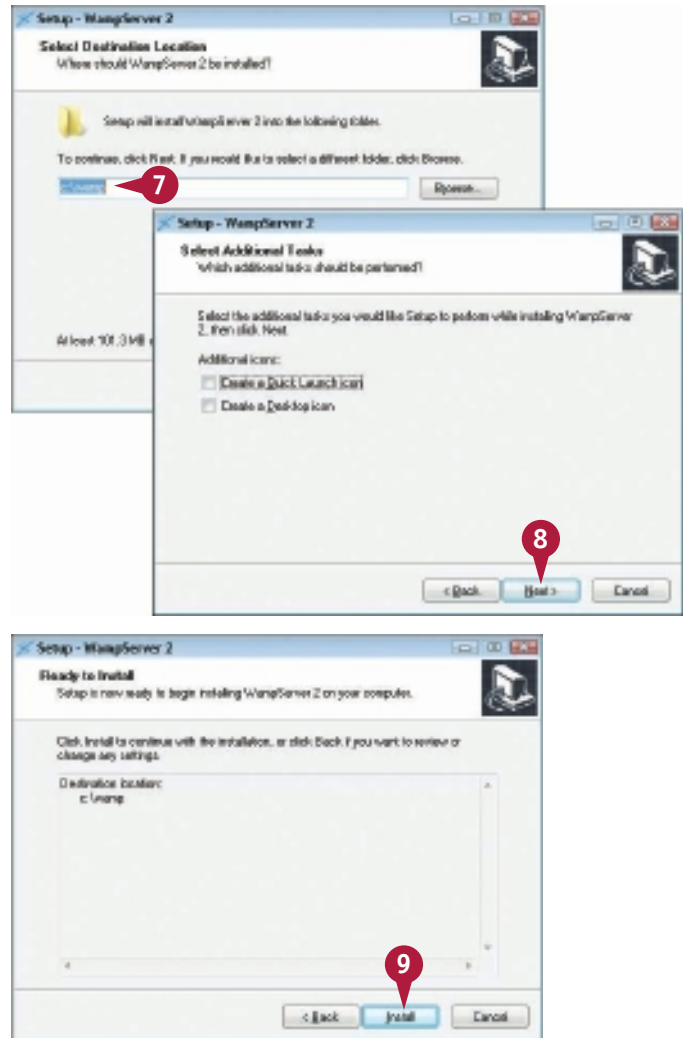 Setup - WampServer 2
Select Destination Location
Where should WampServer 2 be installed?
Setup will install WampServer 2 into the following folder.
To continue, click Next. If you would like to select a different folder, click Browse.
c:\wamp
7
Browse...
At least 101.3 MB
Setup - WampServer 2
Select Additional Tasks
Which additional tasks should be performed?
Select the additional tasks you would like Setup to perform while installing WampServer
2, then click Next.
Additional icons:
Create a Quick Launch icon
Create a Desktop icon
8
< Back
Next >
Cancel
Setup - WampServer 2
Ready to Install
Setup is now ready to begin installing WampServer 2 on your computer.
Click Install to continue with the installation, or click Back if you want to review or
change any settings.
Destination location:
c:\wamp
9
< Back
Install
Cancel